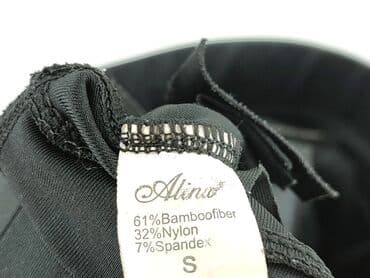 Alina
61%Bamboofiber
32%Nylon
7%Spandex
S